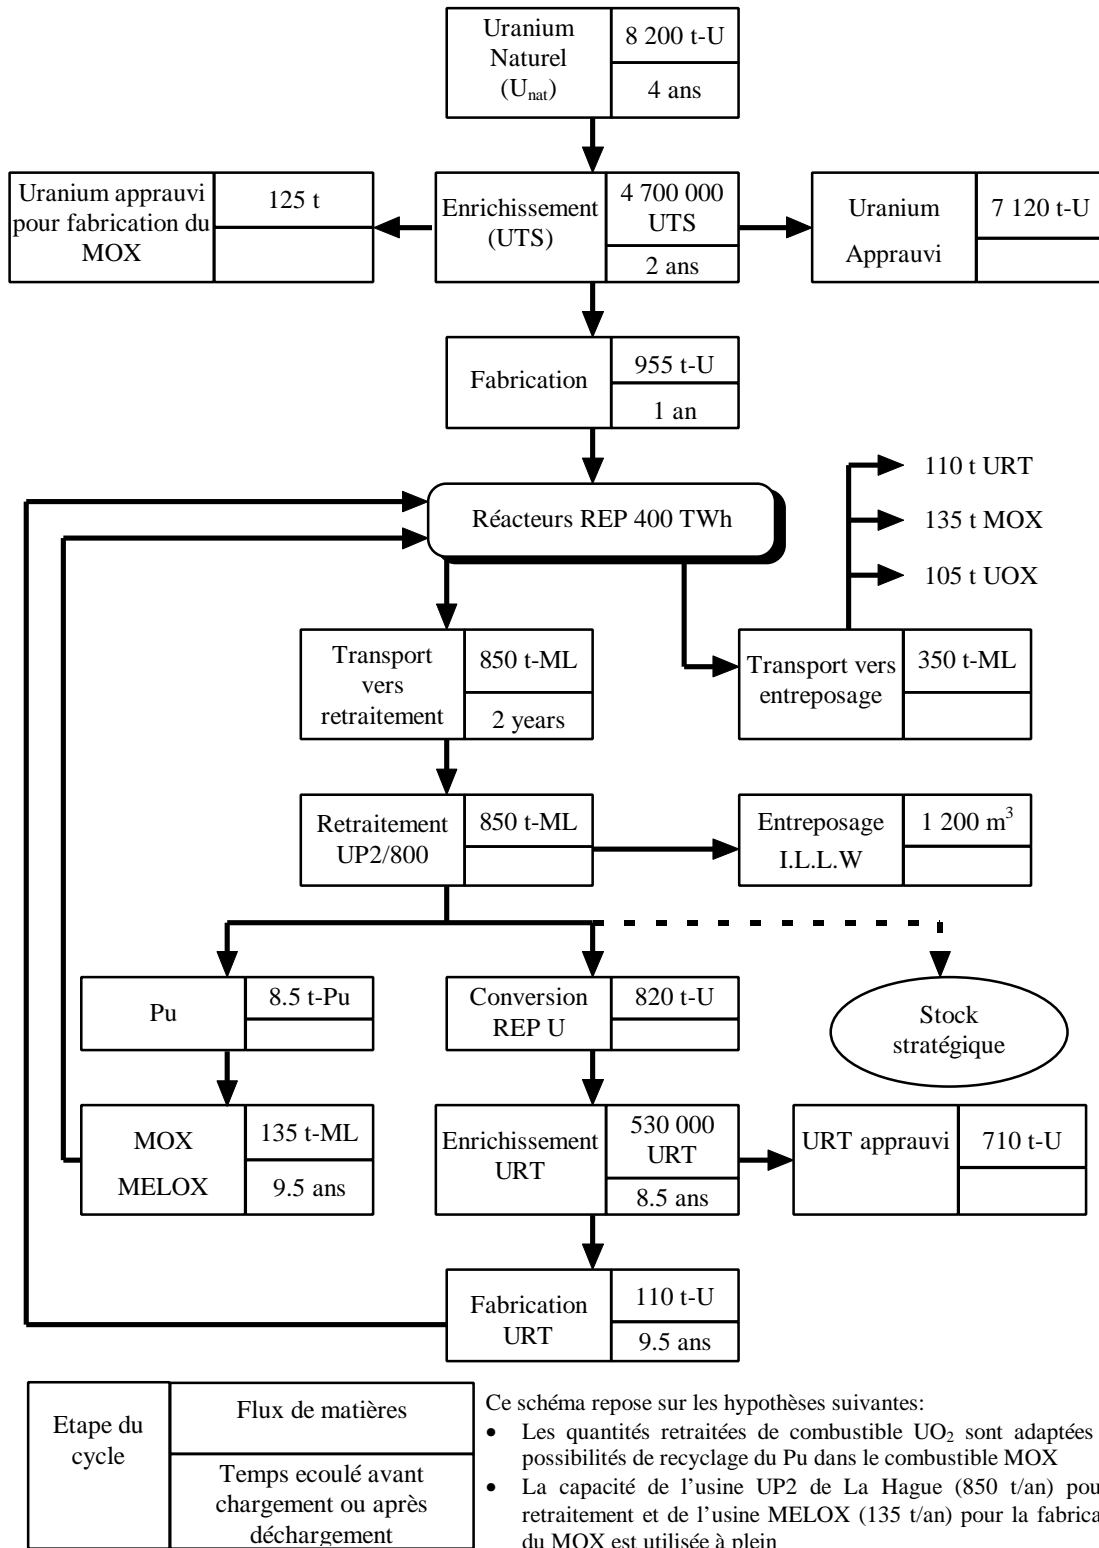 Uranium
Naturel
(Unat)
8 200 t-U
4 ans
Uranium apprauvi
pour fabrication du
MOX
125 t
Enrichissement
(UTS)
4 700 000
UTS
2 ans
Uranium
Apprauvi
7 120 t-U
Fabrication
955 t-U
1 an
Réacteurs REP 400 TWh
110 t URT
135 t MOX
105 t UOX
Transport
vers
retraitement
850 t-ML
2 years
Transport vers
entreposage
350 t-ML
Retraitement
UP2/800
850 t-ML
Entreposage
I.L.L.W
1 200 m3
Pu
8.5 t-Pu
Conversion
REP U
820 t-U
Stock
stratégique
MOX
MELOX
135 t-ML
9.5 ans
Enrichissement
URT
530 000
URT
8.5 ans
URT apprauvi
710 t-U
Fabrication
URT
110 t-U
9.5 ans
Etape du
cycle
Flux de matières
Temps ecoulé avant
chargement ou après
déchargement
Ce schéma repose sur les hypothèses suivantes:
• Les quantités retraitées de combustible UO2 sont adaptées
possibilités de recyclage du Pu dans le combustible MOX
• La capacité de l'usine UP2 de La Hague (850 t/an) pou
retraitement et de l'usine MELOX (135 t/an) pour la fabrica
du MOX est utilisée à plein